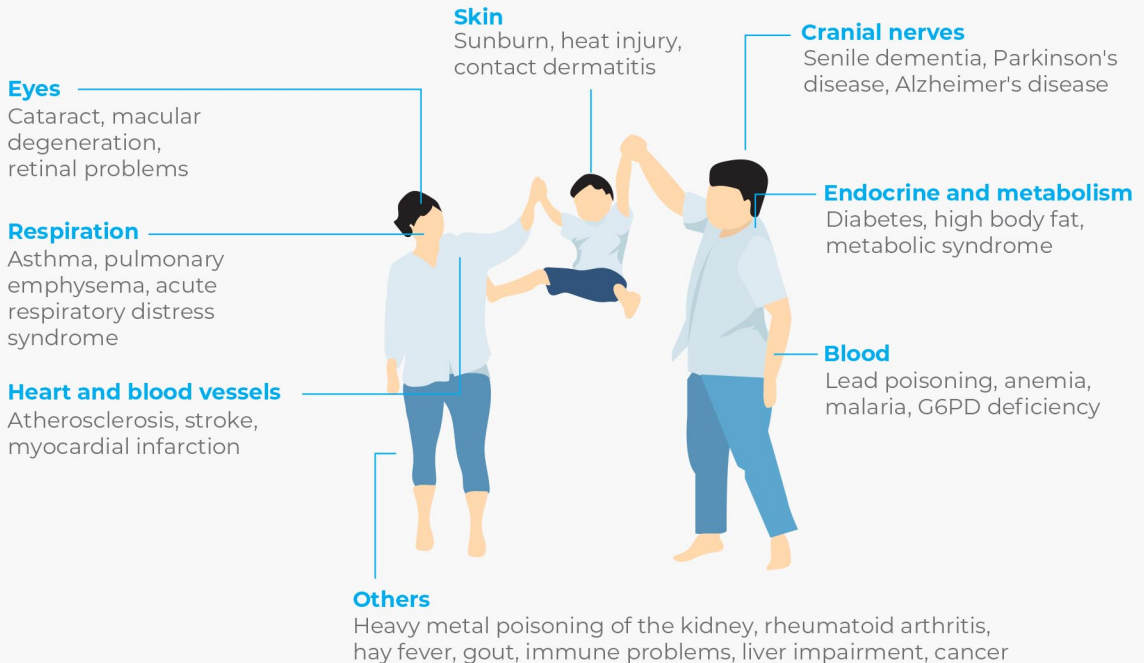 Skin
Sunburn, heat injury,
contact dermatitis
Cranial nerves
Senile dementia, Parkinson's
disease, Alzheimer's disease
Eyes
Cataract, macular
degeneration,
retinal problems
Endocrine and metabolism
Diabetes, high body fat,
metabolic syndrome
Respiration
Asthma, pulmonary
emphysema, acute
respiratory distress
syndrome
Blood
Lead poisoning, anemia,
malaria, G6PD deficiency
Heart and blood vessels
Atherosclerosis, stroke,
myocardial infarction
Others
Heavy metal poisoning of the kidney, rheumatoid arthritis,
hay fever, gout, immune problems, liver impairment, cancer